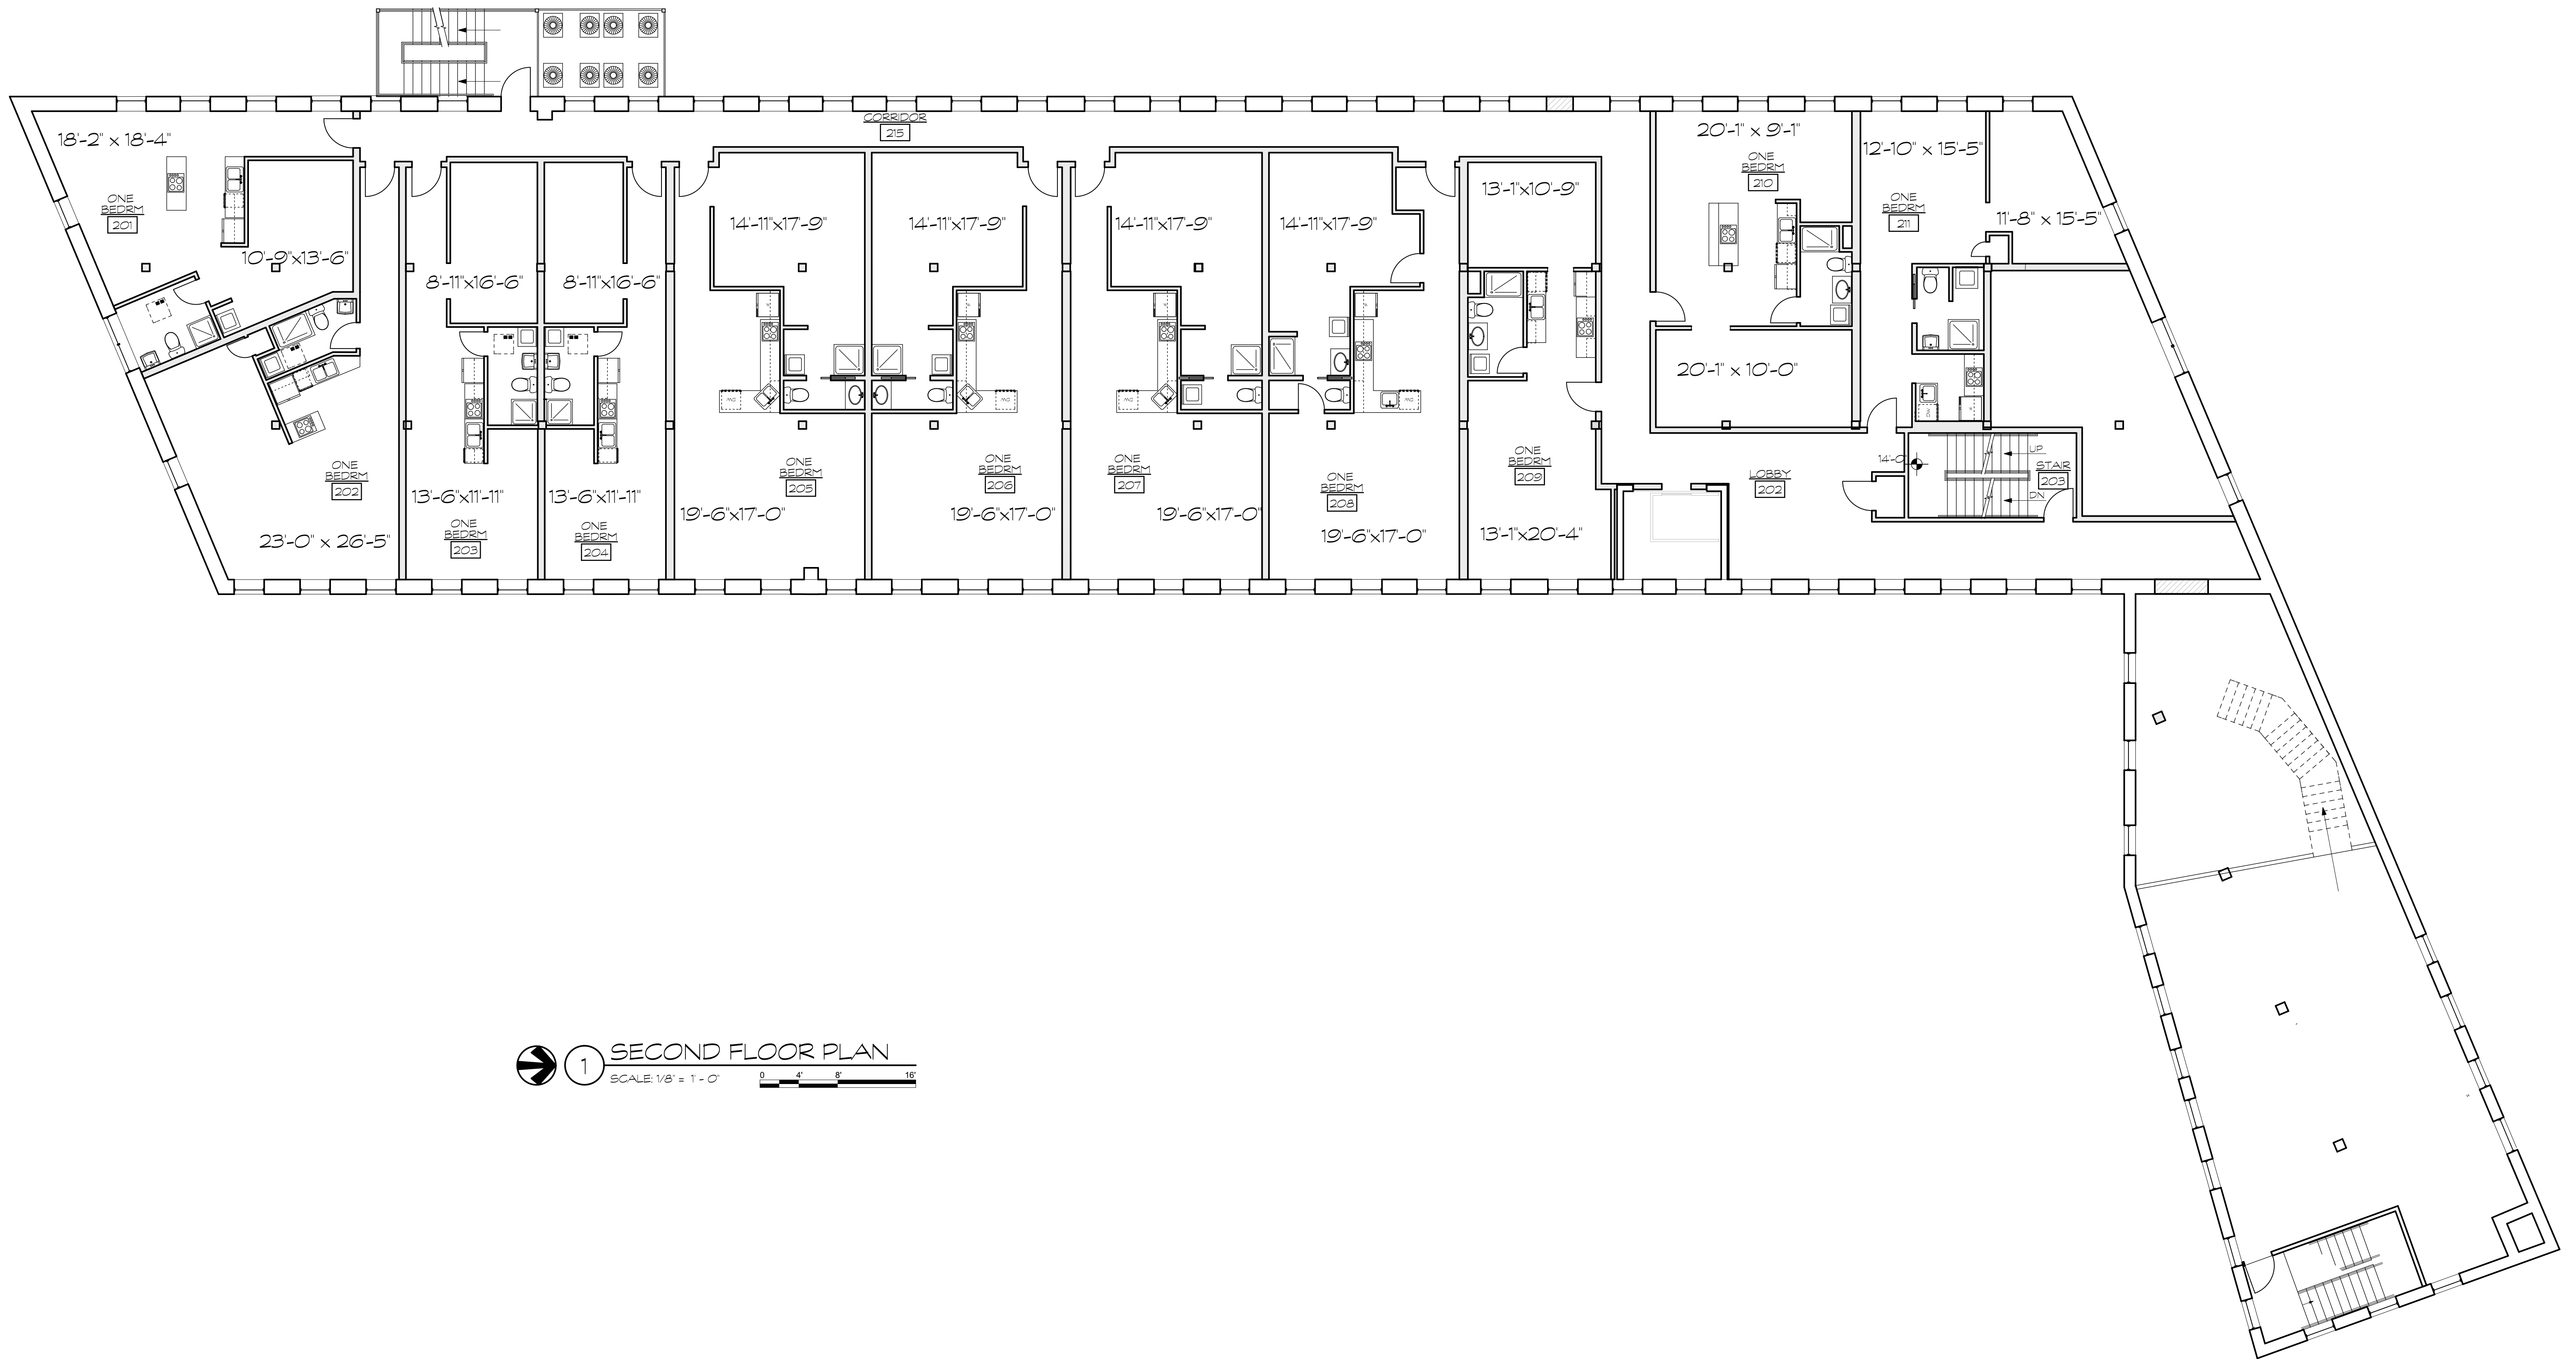 CORRIDOR
215
18'-2" x 18'-4"
ONE
BEDRM
201
10'-9"x13'-6"
ONE
BEDRM
202
23'-0" x 26'-5"
8'-11"x16'-6"
13'-6"x11'-11"
ONE
BEDRM
203
8'-11"x16'-6"
13'-6"x11'-11"
ONE
BEDRM
204
14'-11"x17'-9"
DW
ONE
BEDRM
205
19'-6"x17'-0"
14'-11"x17'-9"
DW
ONE
BEDRM
206
19'-6"x17'-0"
14'-11"x17'-9"
DW
ONE
BEDRM
207
19'-6"x17'-0"
14'-11"x17'-9"
DW
ONE
BEDRM
208
19'-6"x17'-0"
13'-1"x10'-9"
ONE
BEDRM
209
13'-1"x20'-4"
20'-1" x 9'-1"
ONE
BEDRM
210
20'-1" x 10'-0"
12'-10" x 15'-5"
ONE
BEDRM
211
11'-8" x 15'-5"
DW
LOBBY
202
14'-0"
UP
STAIR
203
DN
1
SECOND FLOOR PLAN
SCALE: 1/8" = 1' - 0"
0 4' 8' 16'